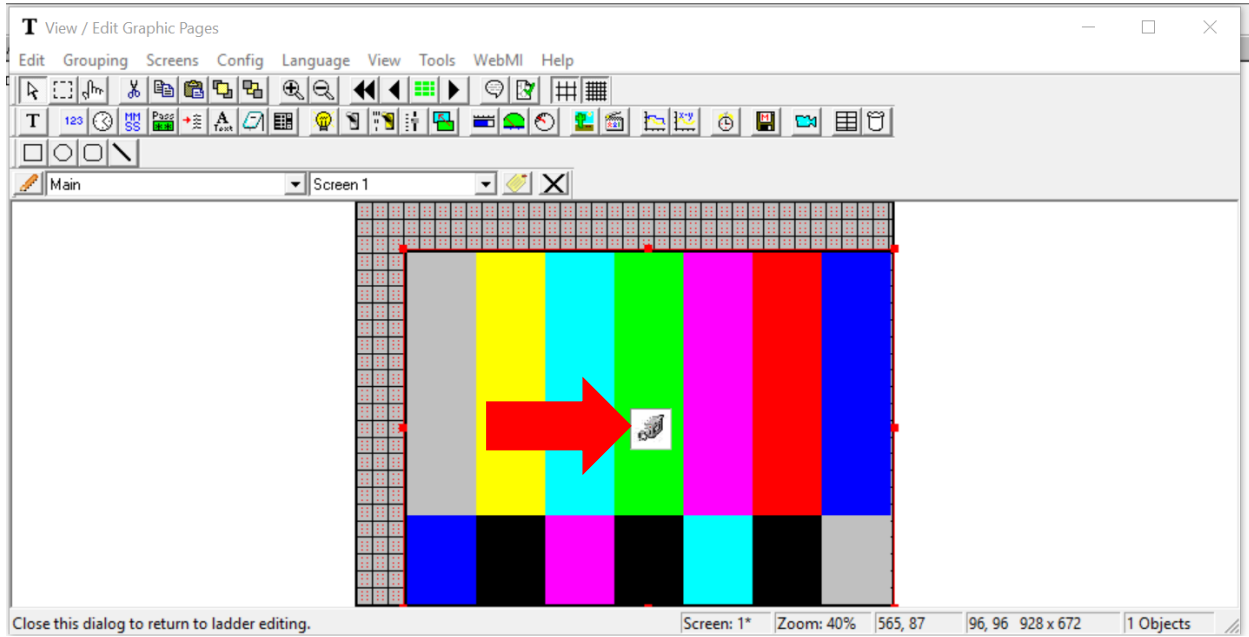 T View / Edit Graphic Pages
Edit Grouping Screens Config Language View Tools WebMI Help
T 123 MM SS Pass A Text M x-y
Main Screen 1
Close this dialog to return to ladder editing. Screen: 1* Zoom: 40% 565, 87 96, 96 928 x 672 1 Objects